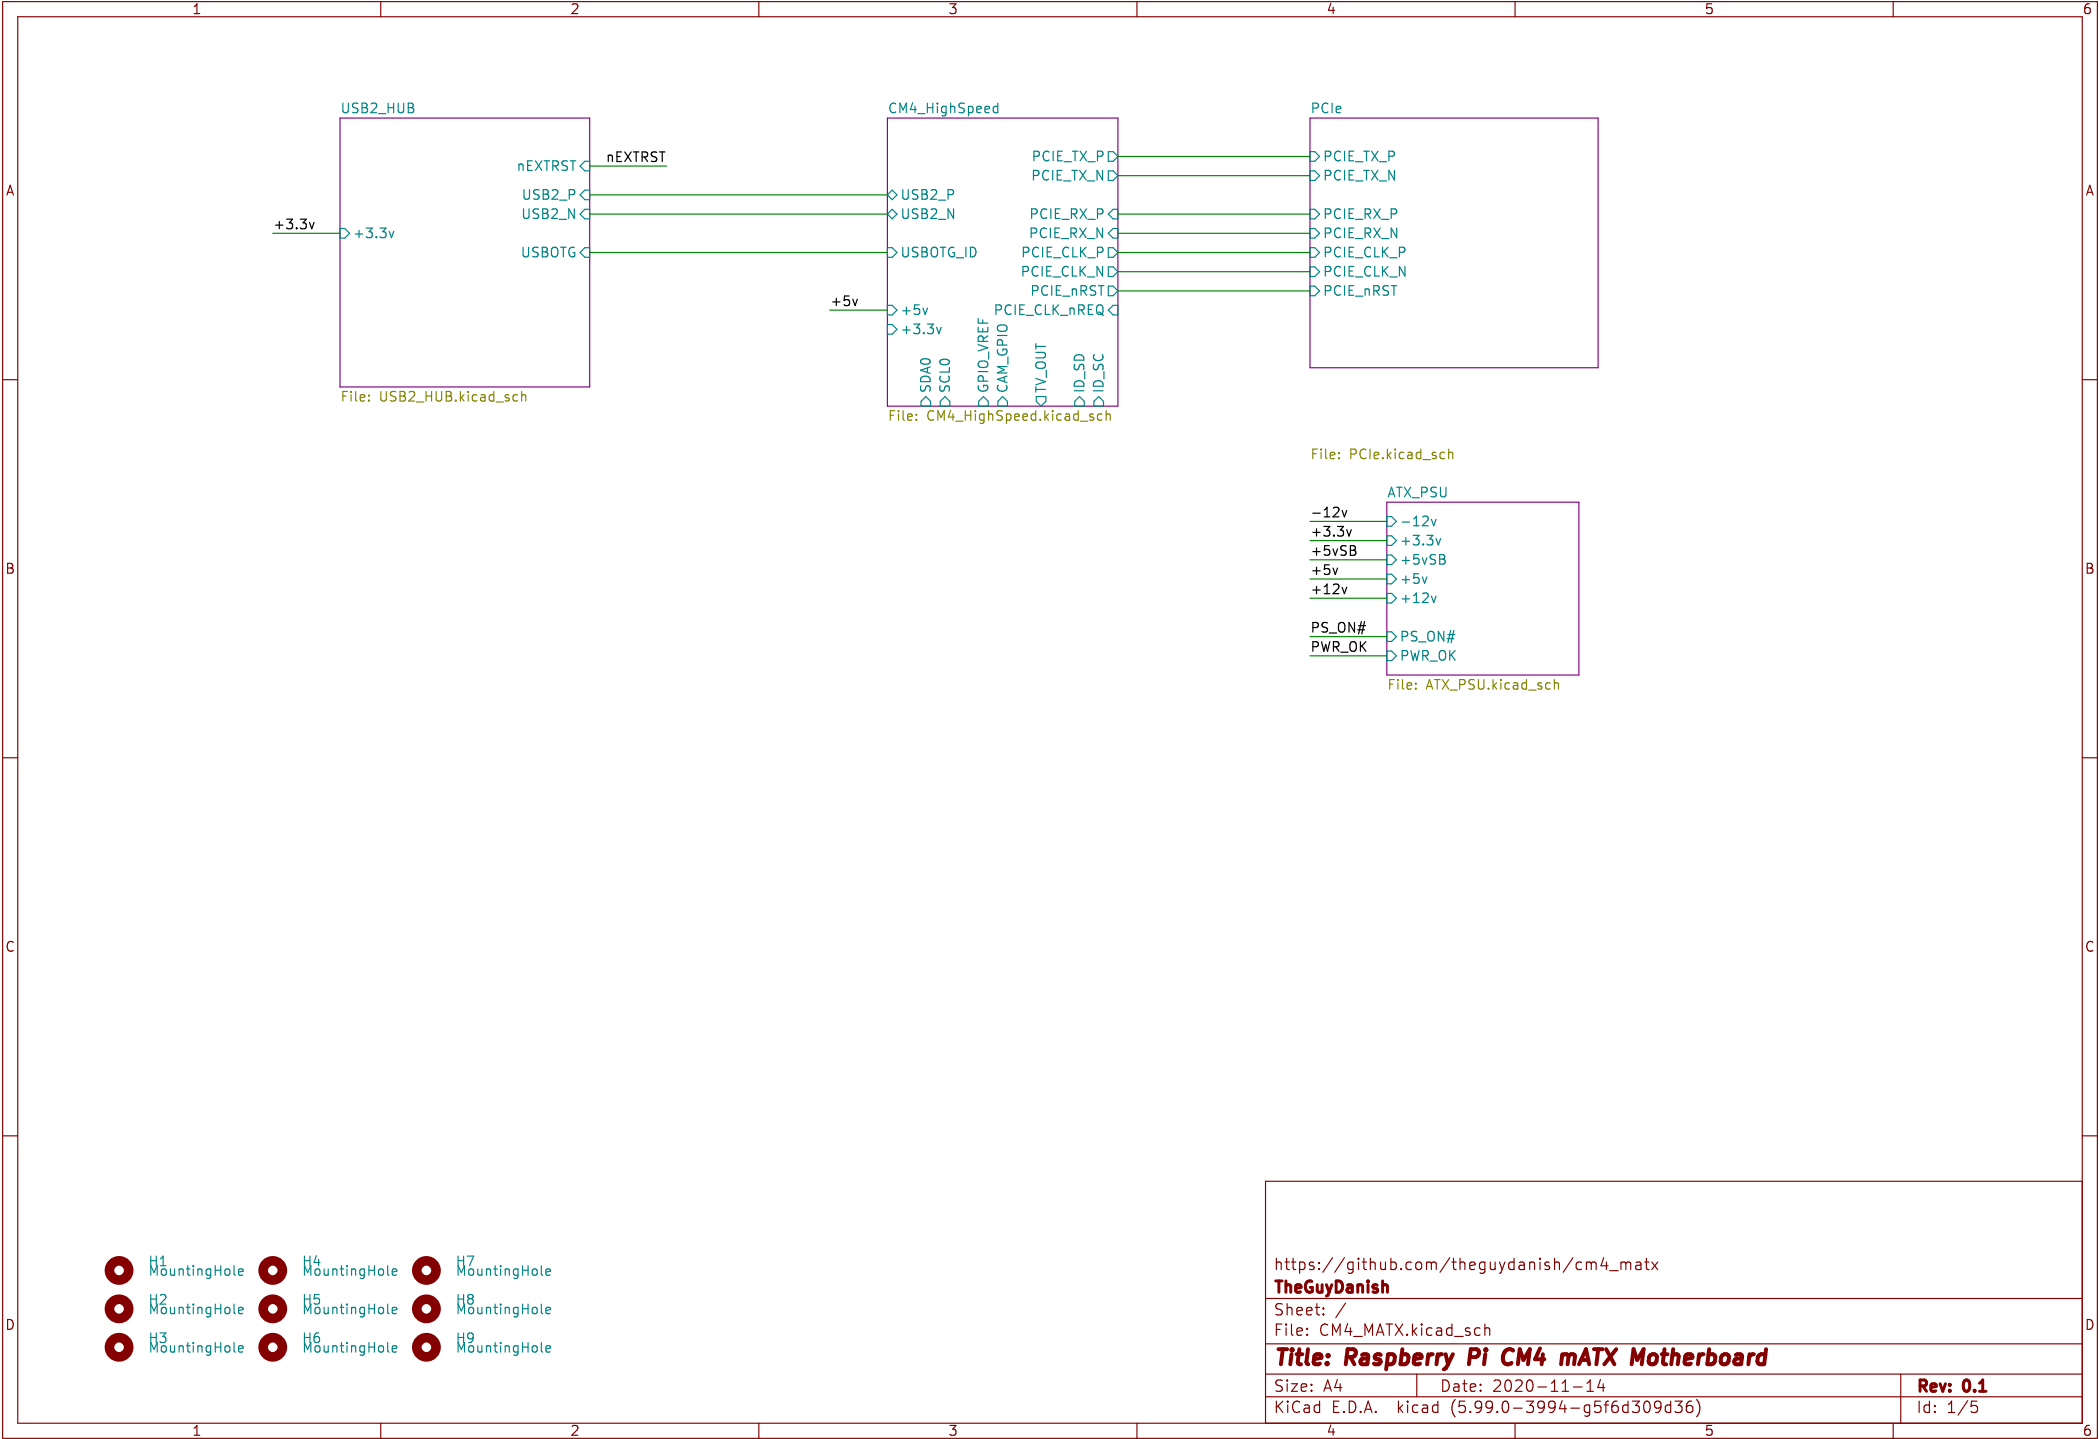 1 2 3 4 5 6
USB2_HUB
nEXTRST
nEXTRST
USB2_P
USB2_N
+3.3v
+3.3v
USBOTG
File: USB2_HUB.kicad_sch
CM4_HighSpeed
PCIE_TX_P
PCIE_TX_N
USB2_P
USB2_N
PCIE_RX_P
PCIE_RX_N
USBOTG_ID
PCIE_CLK_P
PCIE_CLK_N
PCIE_nRST
+5v
+5v
PCIE_CLK_nREQ
+3.3v
SDA0
SCL0
GPIO_VREF
CAM_GPIO
TV_OUT
ID_SD
ID_SC
File: CM4_HighSpeed.kicad_sch
PCIe
PCIE_TX_P
PCIE_TX_N
PCIE_RX_P
PCIE_RX_N
PCIE_CLK_P
PCIE_CLK_N
PCIE_nRST
File: PCIe.kicad_sch
A A
ATX_PSU
-12v
-12v
+3.3v
+3.3v
+5vSB
+5vSB
+5v
+5v
+12v
+12v
PS_ON#
PS_ON#
PWR_OK
PWR_OK
File: ATX_PSU.kicad_sch
B B
C C
H1
MountingHole
H4
MountingHole
H7
MountingHole
H2
MountingHole
H5
MountingHole
H8
MountingHole
H3
MountingHole
H6
MountingHole
H9
MountingHole
D D
https://github.com/theguydanish/cm4_matx
TheGuyDanish
Sheet: /
File: CM4_MATX.kicad_sch
Title: Raspberry Pi CM4 mATX Motherboard
Size: A4 Date: 2020-11-14 Rev: 0.1
KiCad E.D.A. kicad (5.99.0-3994-g5f6d309d36) Id: 1/5
1 2 3 4 5 6